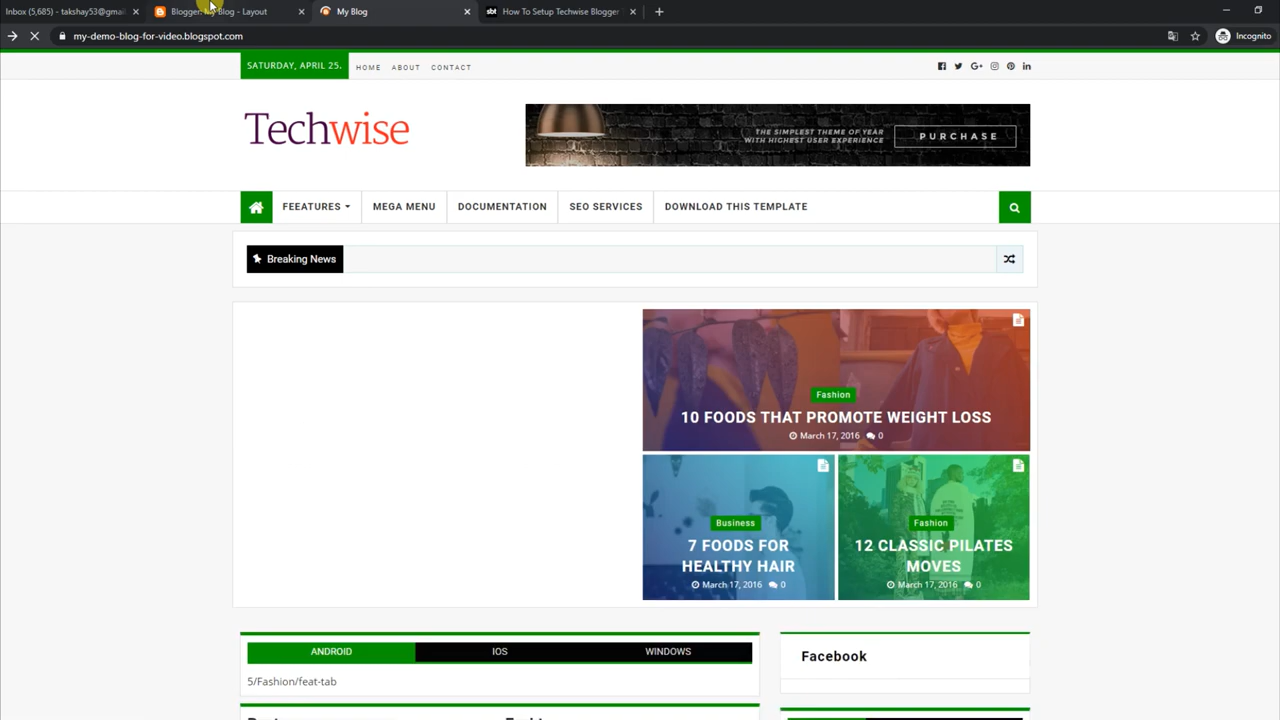 Inbox (5,685) - takshay53@gmai
Blogger: My Blog - Layout
My Blog
sbt
How To Setup Techwise Blogger T
my-demo-blog-for-video.blogspot.com
Incognito
SATURDAY, APRIL 25.
HOME
ABOUT
CONTACT
Techwise
THE SIMPLEST THEME OF YEAR
WITH HIGHEST USER EXPERIENCE
PURCHASE
FEEATURES
MEGA MENU
DOCUMENTATION
SEO SERVICES
DOWNLOAD THIS TEMPLATE
Breaking News
Fashion
10 FOODS THAT PROMOTE WEIGHT LOSS
March 17, 2016 0
Business
7 FOODS FOR
HEALTHY HAIR
March 17, 2016 0
Fashion
12 CLASSIC PILATES
MOVES
March 17, 2016 0
ANDROID
IOS
WINDOWS
5/Fashion/feat-tab
Facebook